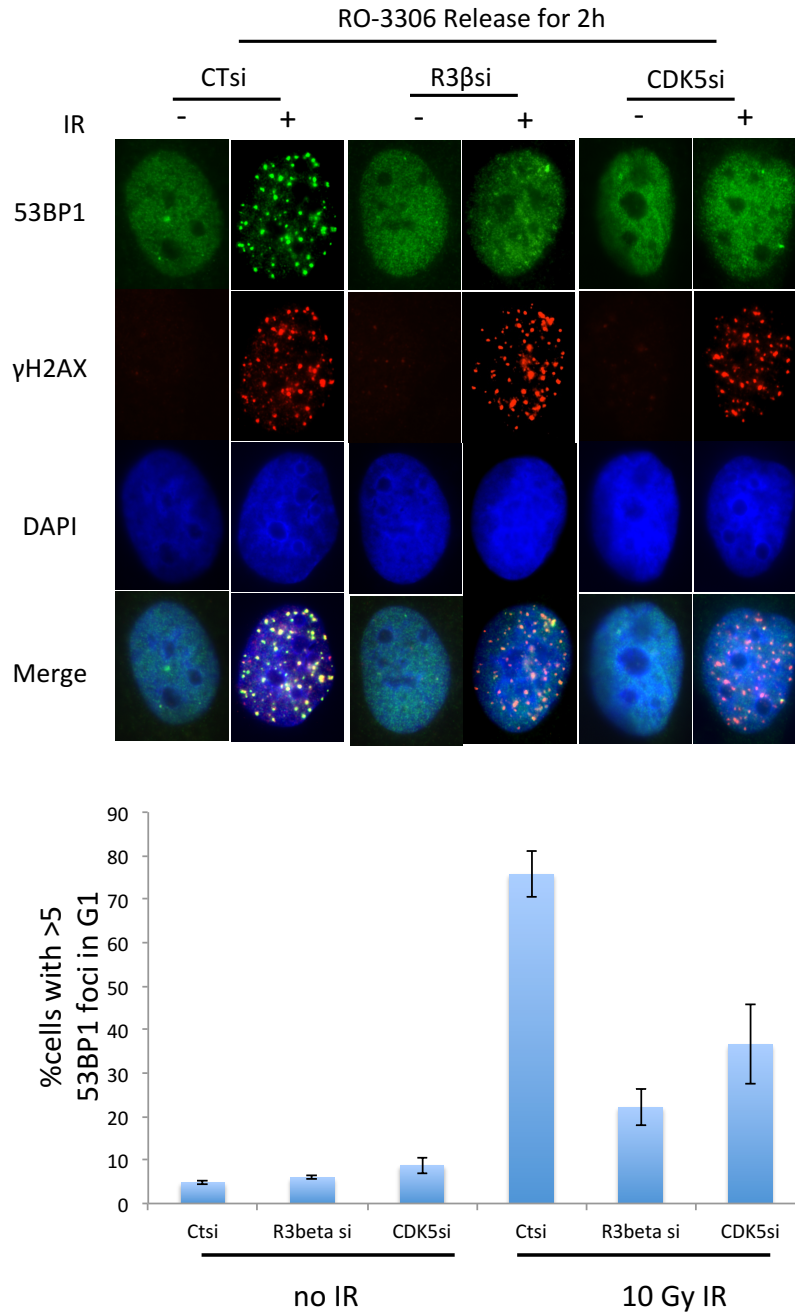 RO-3306 Release for 2h
CTsi R3βsi CDK5si
IR - + - + - +
53BP1
γH2AX
DAPI
Merge
%cells with >5
53BP1 foci in G1
90
80
70
60
50
40
30
20
10
0
Ctsi R3beta si CDK5si Ctsi R3beta si CDK5si
no IR 10 Gy IR